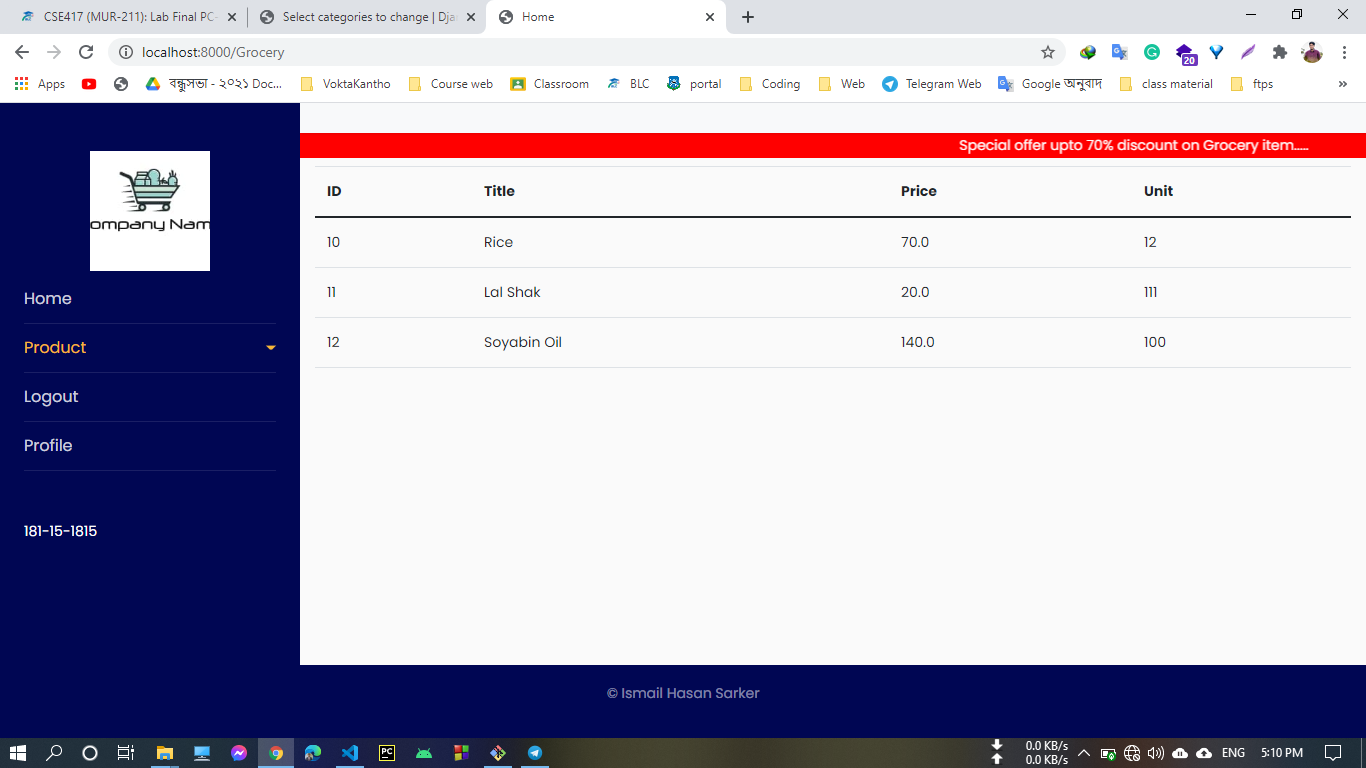 CSE417 (MUR-211): Lab Final PC-
Select categories to change | Dja
Home
localhost:8000/Grocery
20
Apps
বন্ধুসভা - ২০২১ Doc...
VoktaKantho
Course web
Classroom
BLC
portal
Coding
Web
Telegram Web
Google অনুবাদ
class material
ftps
»
ompany Nam
Home
Product
Logout
Profile
181-15-1815
Special offer upto 70% discount on Grocery item.....
ID Title Price Unit
10 Rice 70.0 12
11 Lal Shak 20.0 111
12 Soyabin Oil 140.0 100
© Ismail Hasan Sarker
PC
0.0 KB/s
0.0 KB/s
ENG
5:10 PM